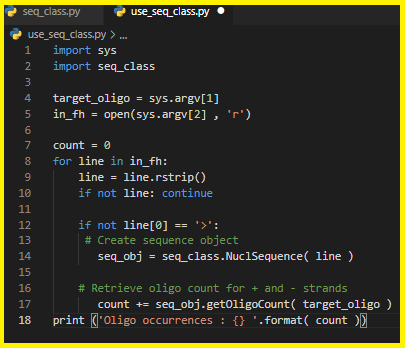 seq_class.py use_seq_class.py
use_seq_class.py > ...
1 import sys
2 import seq_class
3
4 target_oligo = sys.argv[1]
5 in_fh = open(sys.argv[2] , 'r')
6
7 count = 0
8 for line in in_fh:
9 line = line.rstrip()
10 if not line: continue
11
12 if not line[0] == '>':
13 # Create sequence object
14 seq_obj = seq_class.NuclSequence( line )
15
16 # Retrieve oligo count for + and - strands
17 count += seq_obj.getOligoCount( target_oligo )
18 print ('Oligo occurrences : {} '.format( count ))